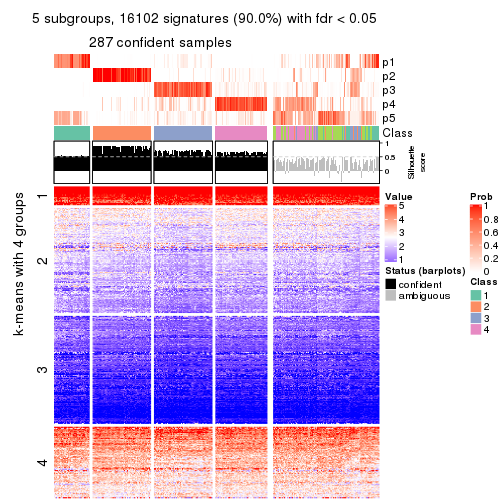 5 subgroups, 16102 signatures (90.0%) with fdr < 0.05
287 confident samples
p1
p2
p3
p4
p5
Class
1
0.5
0
Silhouette
score
k-means with 4 groups
1
2
3
4
Value
5
4
3
2
1
Status (barplots)
confident
ambiguous
Prob
1
0.8
0.6
0.4
0.2
0
Class
1
2
3
4